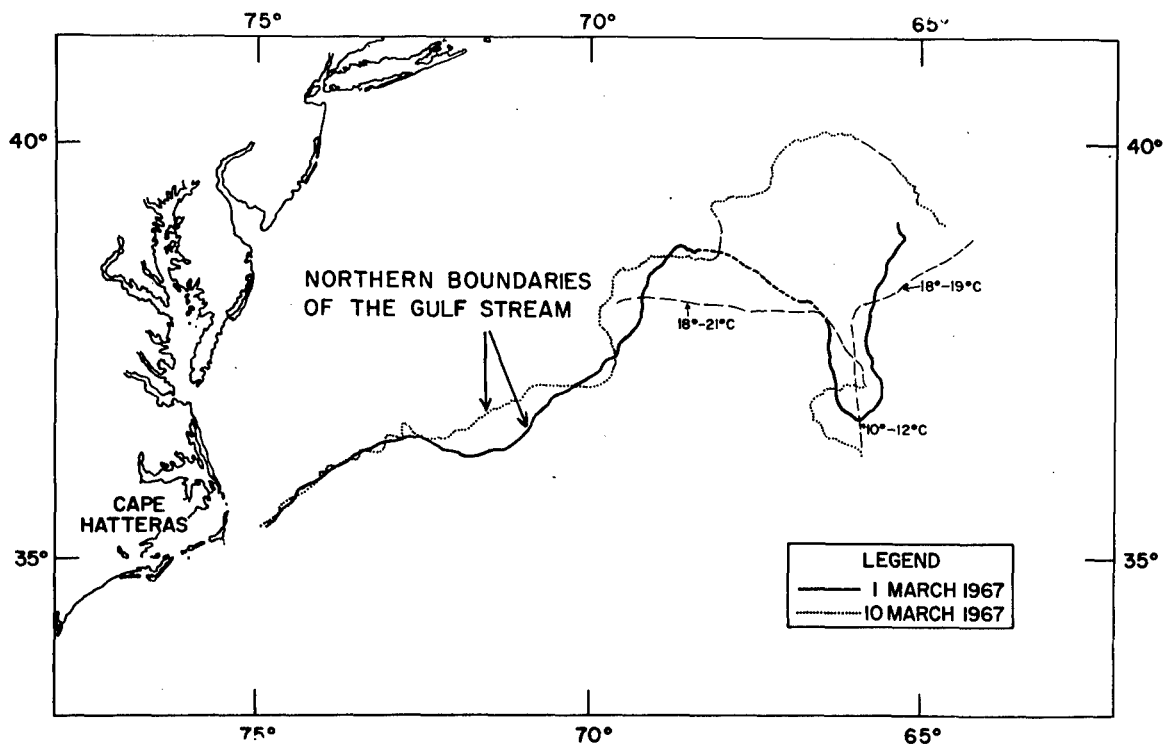 75° 70° 65°
40° 40°
NORTHERN BOUNDARIES
OF THE GULF STREAM
18°-19°C
18°-21°C
10°-12°C
CAPE
HATTERAS
35° 35°
LEGEND
1 MARCH 1967
10 MARCH 1967
75° 70° 65°